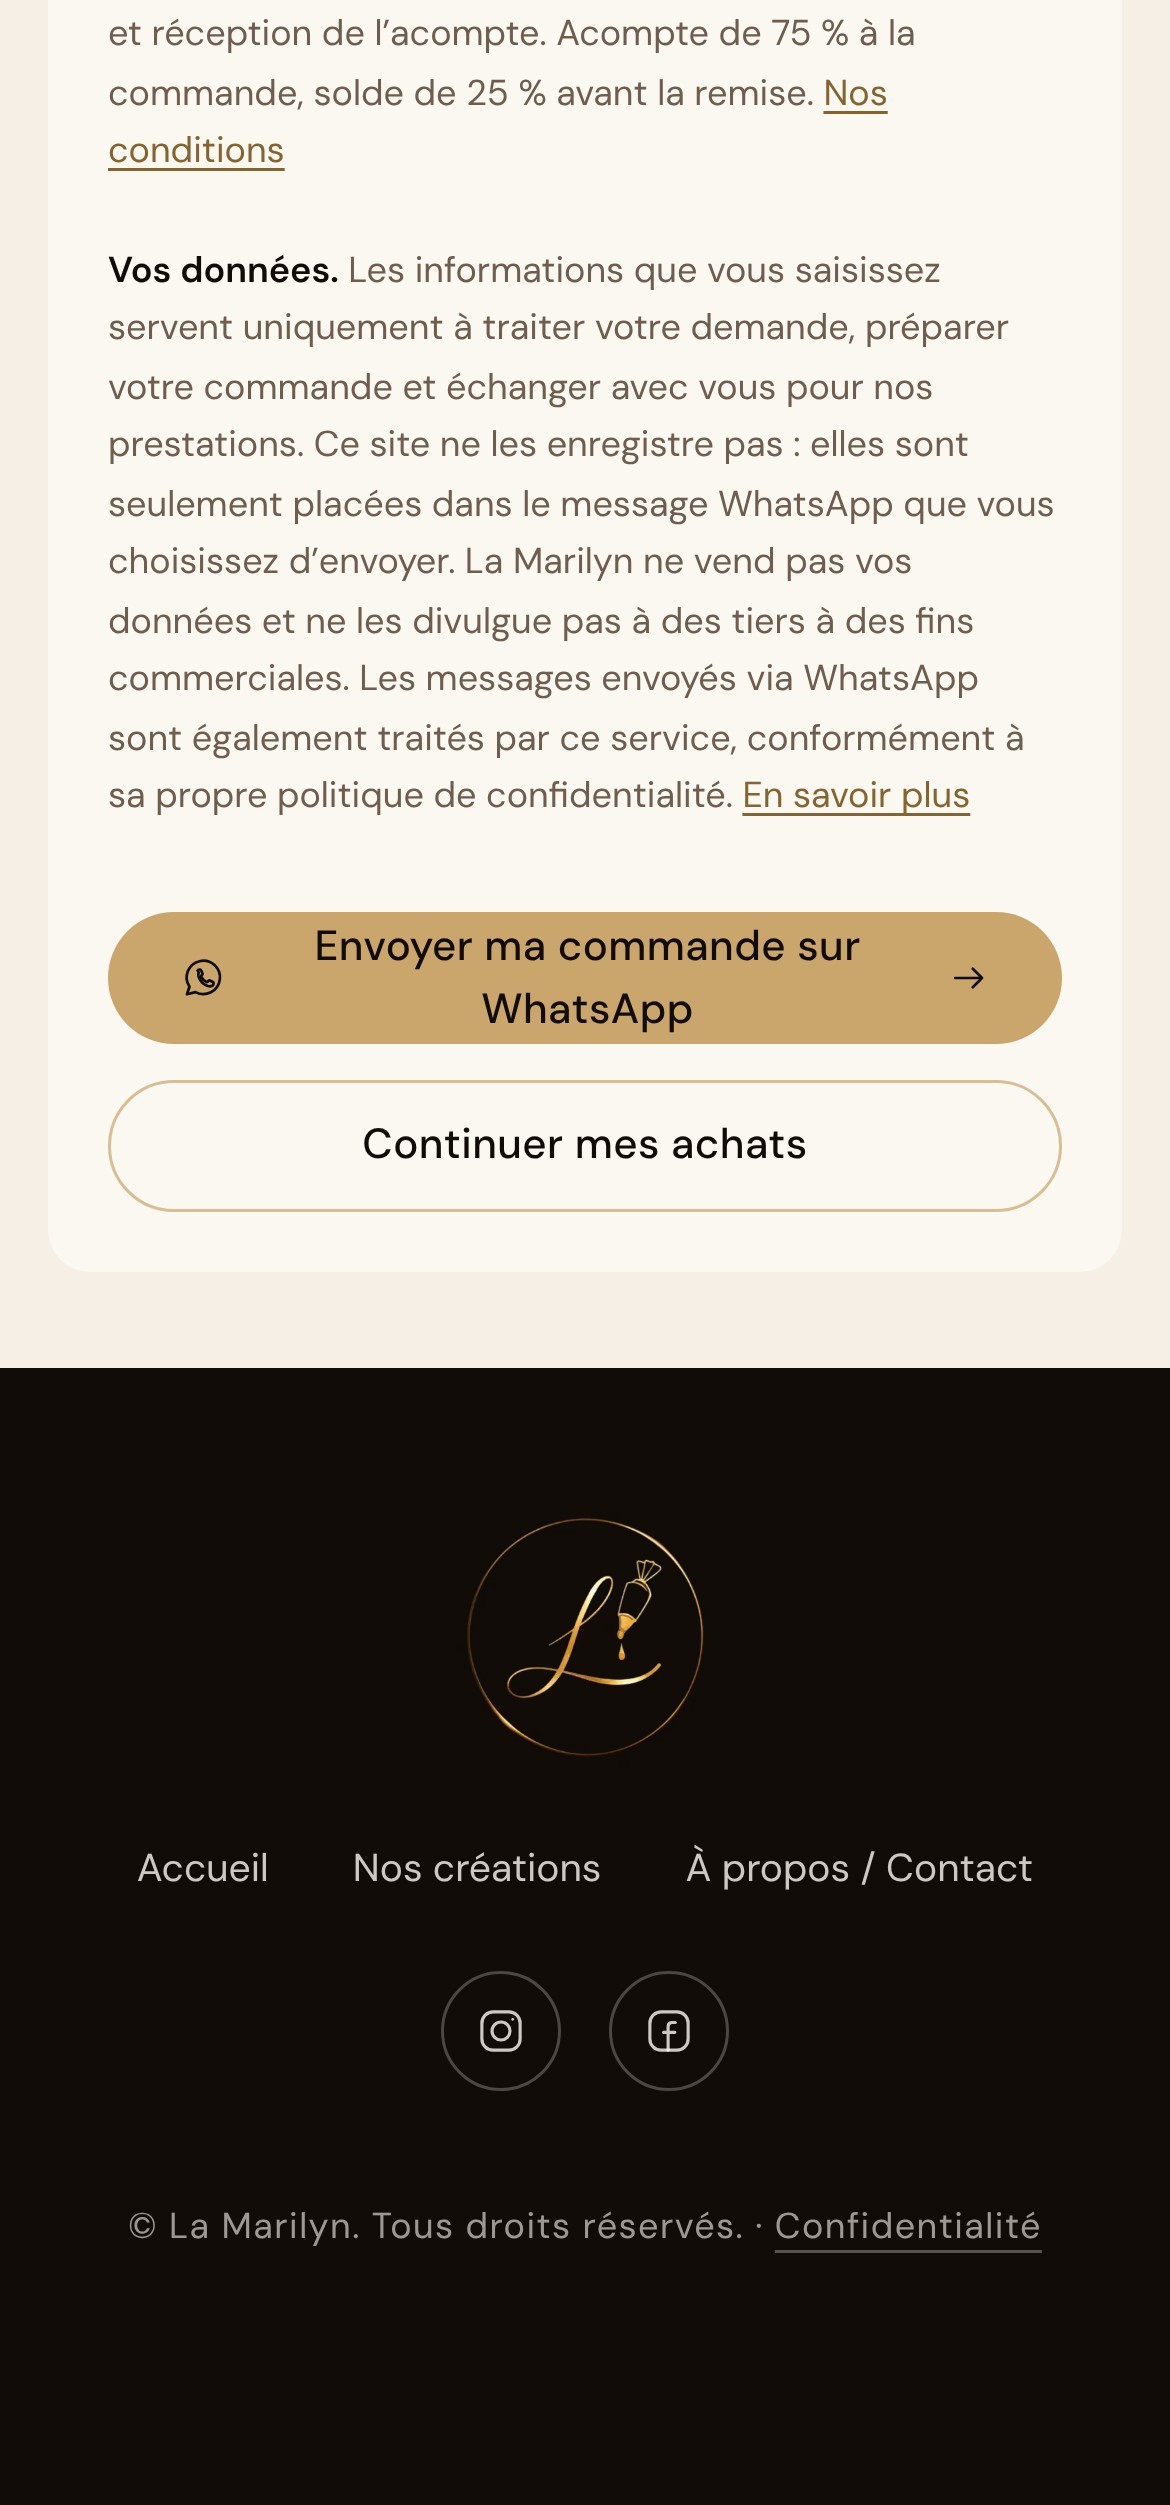 et réception de l’acompte. Acompte de 75 % à la
commande, solde de 25 % avant la remise. Nos
conditions
Vos données. Les informations que vous saisissez
servent uniquement à traiter votre demande, préparer
votre commande et échanger avec vous pour nos
prestations. Ce site ne les enregistre pas : elles sont
seulement placées dans le message WhatsApp que vous
choisissez d’envoyer. La Marilyn ne vend pas vos
données et ne les divulgue pas à des tiers à des fins
commerciales. Les messages envoyés via WhatsApp
sont également traités par ce service, conformément à
sa propre politique de confidentialité. En savoir plus
Envoyer ma commande sur
WhatsApp
Continuer mes achats
L
Accueil Nos créations À propos / Contact
© La Marilyn. Tous droits réservés. · Confidentialité